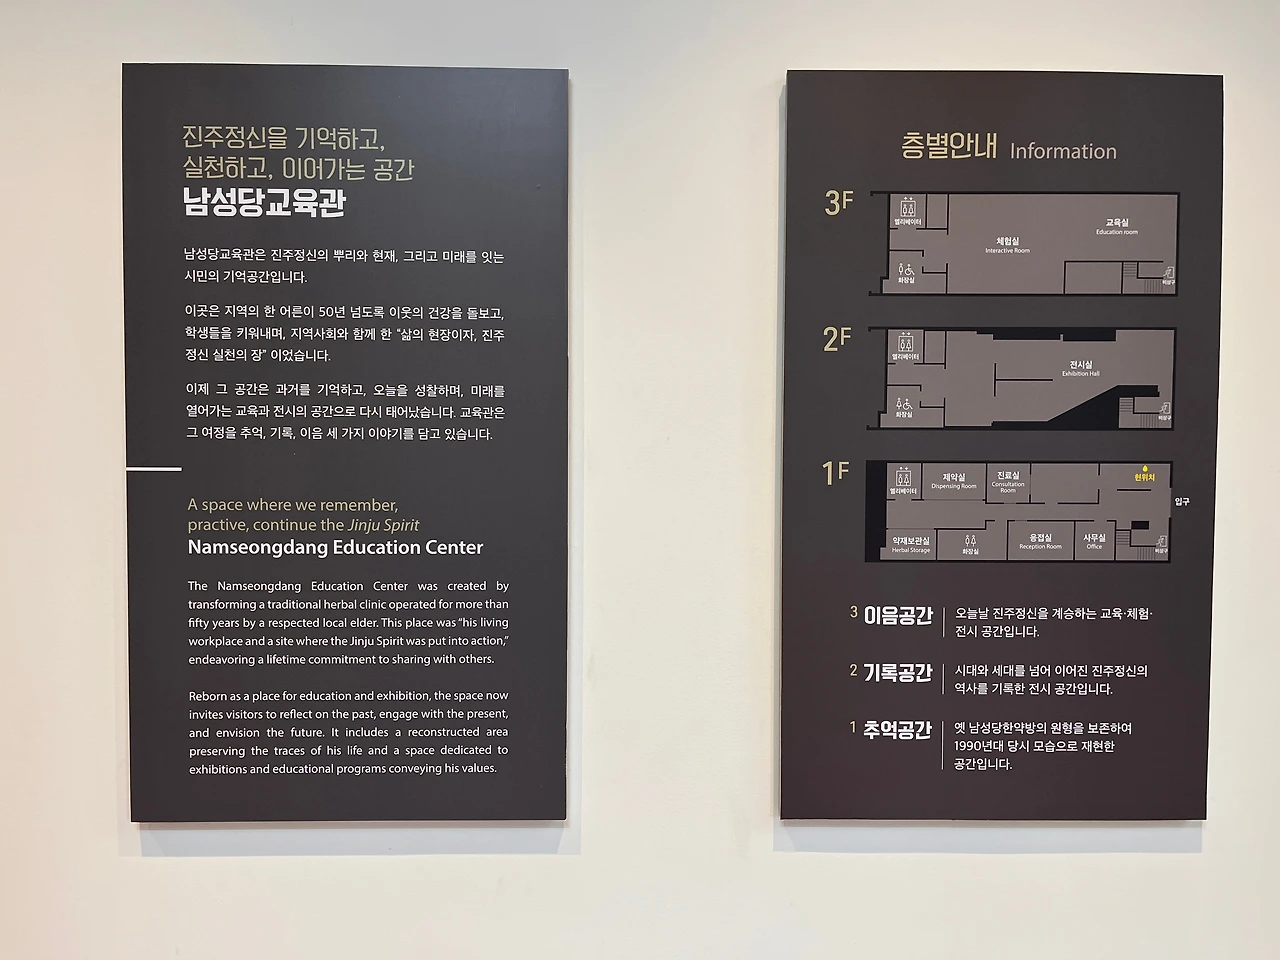 진주정신을 기억하고,
실천하고, 이어가는 공간
남성당교육관
남성당교육관은 진주정신의 뿌리와 현재, 그리고 미래를 잇는
시민의 기억공간입니다.
이곳은 지역의 한 어른이 50년 넘도록 이웃의 건강을 돌보고,
학생들을 키워내며, 지역사회와 함께 한 “삶의 현장이자, 진주
정신 실천의 장” 이었습니다.
이제 그 공간은 과거를 기억하고, 오늘을 성찰하며, 미래를
열어가는 교육과 전시의 공간으로 다시 태어났습니다. 교육관은
그 여정을 추억, 기록, 이음 세 가지 이야기를 담고 있습니다.
A space where we remember,
practive, continue the Jinju Spirit
Namseongdang Education Center
The Namseongdang Education Center was created by
transforming a traditional herbal clinic operated for more than
fifty years by a respected local elder. This place was “his living
workplace and a site where the Jinju Spirit was put into action,”
endeavoring a lifetime commitment to sharing with others.
Reborn as a place for education and exhibition, the space now
invites visitors to reflect on the past, engage with the present,
and envision the future. It includes a reconstructed area
preserving the traces of his life and a space dedicated to
exhibitions and educational programs conveying his values.
층별안내 Information
3F
엘리베이터
체험실
Interactive Room
교육실
Education room
화장실
비상구
2F
엘리베이터
전시실
Exhibition Hall
화장실
비상구
1F
엘리베이터
제약실
Dispensing Room
진료실
Consultation
Room
현위치
입구
약재보관실
Herbal Storage
화장실
응접실
Reception Room
사무실
Office
비상구
3 이음공간
오늘날 진주정신을 계승하는 교육·체험·
전시 공간입니다.
2 기록공간
시대와 세대를 넘어 이어진 진주정신의
역사를 기록한 전시 공간입니다.
1 추억공간
옛 남성당한약방의 원형을 보존하여
1990년대 당시 모습으로 재현한
공간입니다.